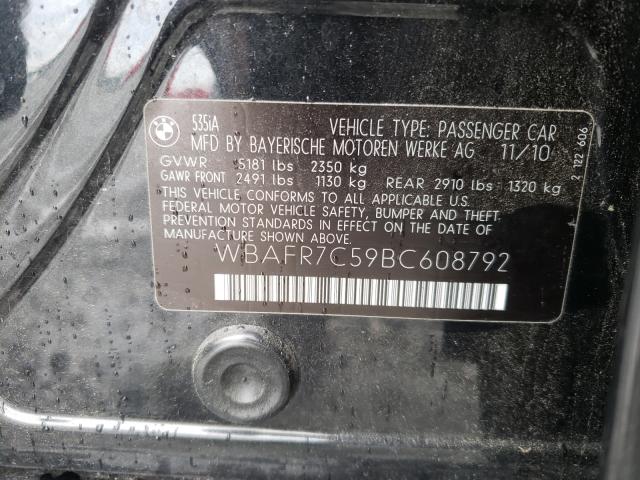 BMW
535iA VEHICLE TYPE: PASSENGER CAR
MFD BY BAYERISCHE MOTOREN WERKE AG 11/10
GVWR 5181 lbs 2350 kg
GAWR FRONT 2491 lbs 1130 kg REAR 2910 lbs 1320 kg
THIS VEHICLE CONFORMS TO ALL APPLICABLE U.S.
FEDERAL MOTOR VEHICLE SAFETY, BUMPER AND THEFT
PREVENTION STANDARDS IN EFFECT ON THE DATE OF
MANUFACTURE SHOWN ABOVE.
WBAFR7C59BC608792
2 122 606